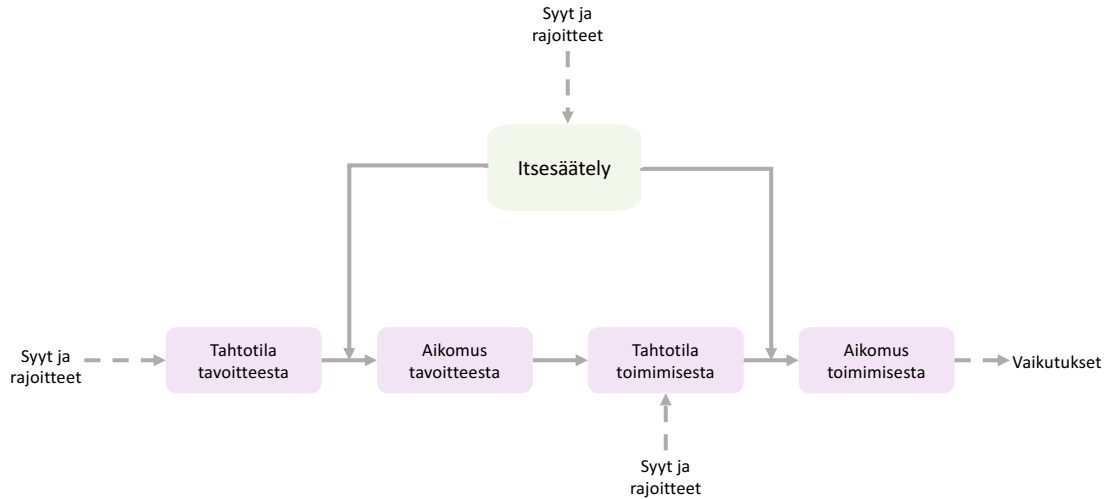 Syyt ja
rajoitteet
Itsesäätely
Syyt ja
rajoitteet
Tahtotila
tavoitteesta
Aikomus
tavoitteesta
Tahtotila
toimimisesta
Aikomus
toimimisesta
Vaikutukset
Syyt ja
rajoitteet